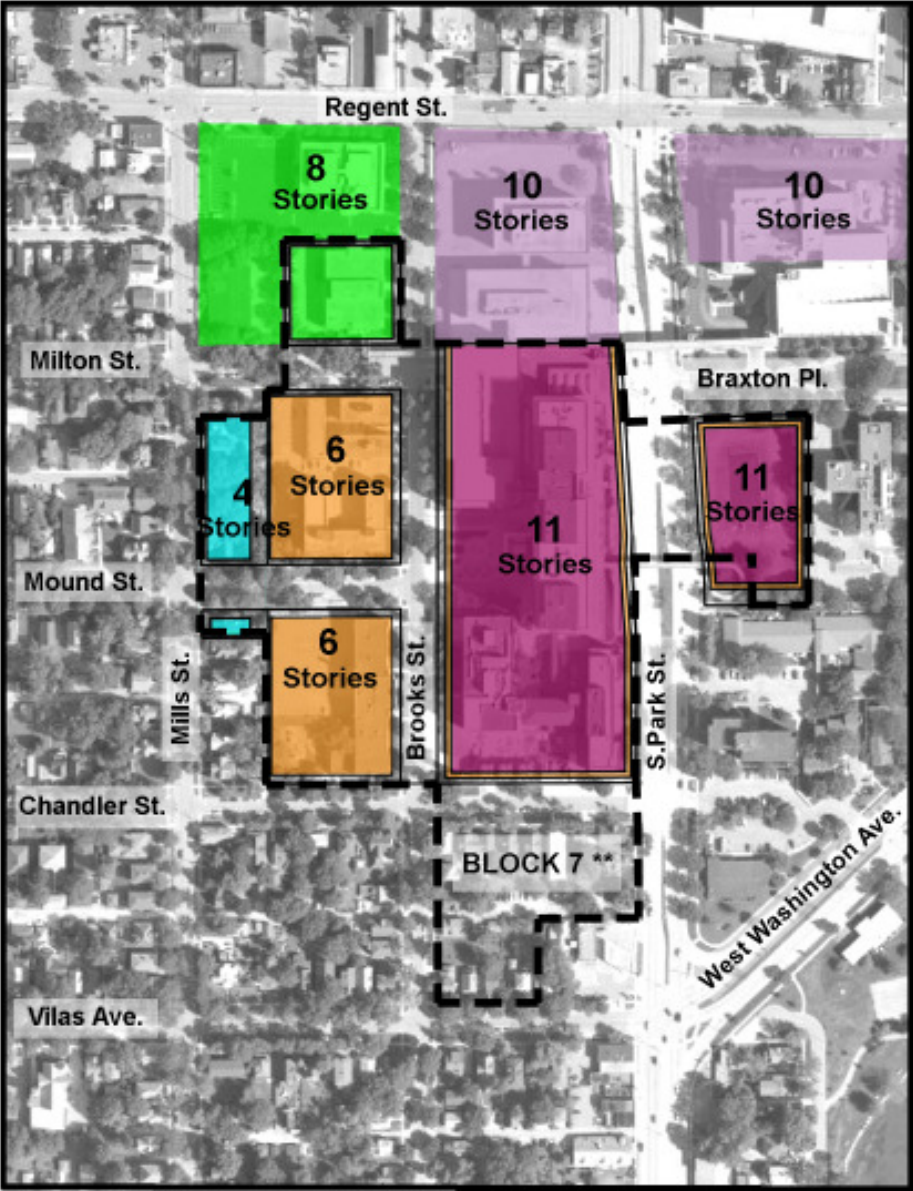 Regent St.
8
Stories
10
Stories
10
Stories
Milton St.
Braxton Pl.
6
Stories
4
Stories
11
Stories
11
Stories
Mound St.
6
Stories
Mills St.
Brooks St.
S.Park St.
Chandler St.
BLOCK 7 **
West Washington Ave.
Vilas Ave.